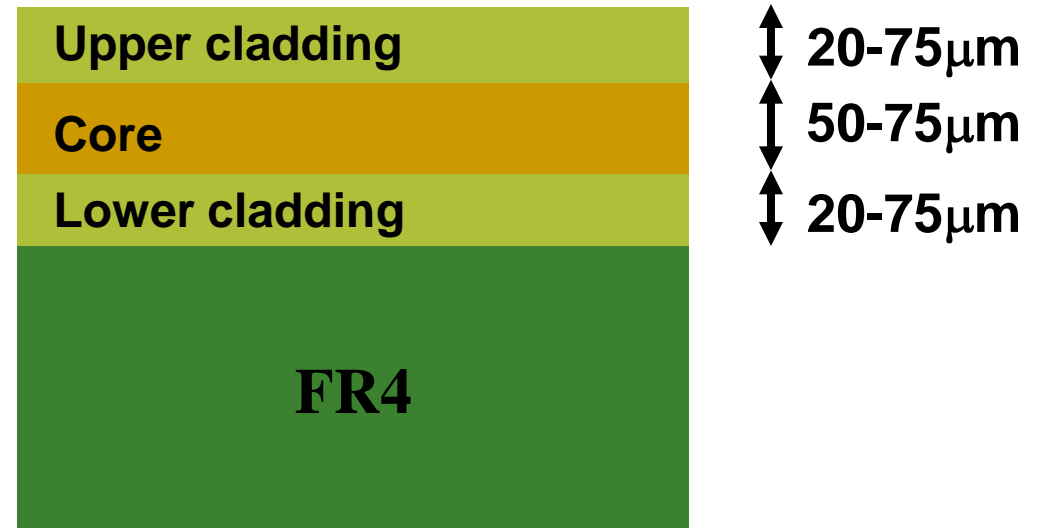 Upper cladding
20-75μm
Core
50-75μm
Lower cladding
20-75μm
FR4